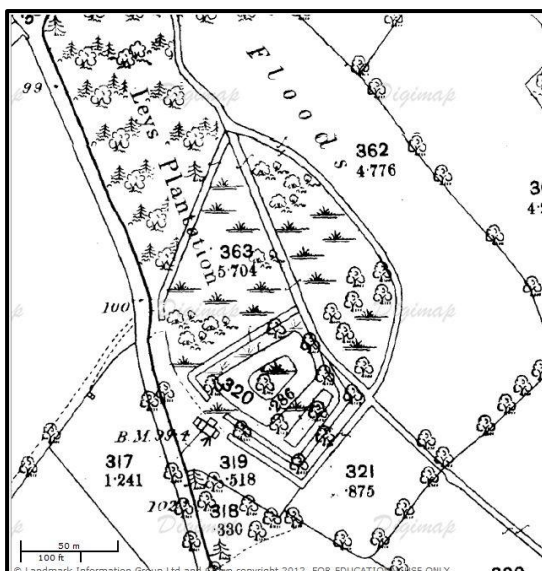 99
Leys Plantation
Floods
362
4.776
363
5.704
100
320
.286
B.M. 99.4
317
1.241
319
.518
321
.875
102
318
.330
50 m
100 ft
Digimap
Digimap
Digimap
Digimap
Digimap
Digimap
© Landmark Information Group Ltd and Crown copyright 2012. FOR EDUCATIONAL USE ONLY.